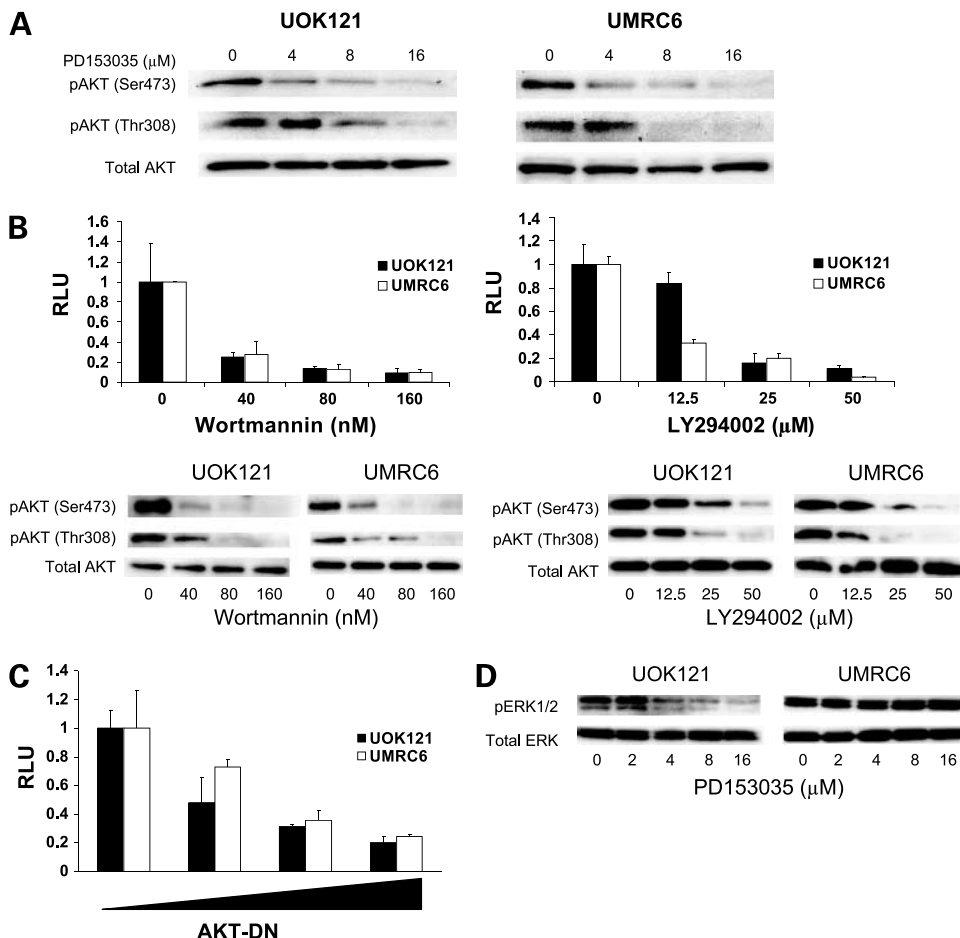 A
UOK121 UMRC6
PD153035 (μM) 0 4 8 16 0 4 8 16
pAKT (Ser473)
pAKT (Thr308)
Total AKT
B
1.6
1.4
1.2
1
0.8
0.6
0.4
0.2
0
RLU
UOK121
UMRC6
0 40 80 160
Wortmannin (nM)
1.4
1.2
1
0.8
0.6
0.4
0.2
0
RLU
UOK121
UMRC6
0 12.5 25 50
LY294002 (μM)
UOK121 UMRC6
pAKT (Ser473)
pAKT (Thr308)
Total AKT
0 40 80 160 0 40 80 160
Wortmannin (nM)
UOK121 UMRC6
pAKT (Ser473)
pAKT (Thr308)
Total AKT
0 12.5 25 50 0 12.5 25 50
LY294002 (μM)
C
1.4
1.2
1
0.8
0.6
0.4
0.2
0
RLU
UOK121
UMRC6
AKT-DN
D
UOK121 UMRC6
pERK1/2
Total ERK
0 2 4 8 16 0 2 4 8 16
PD153035 (μM)